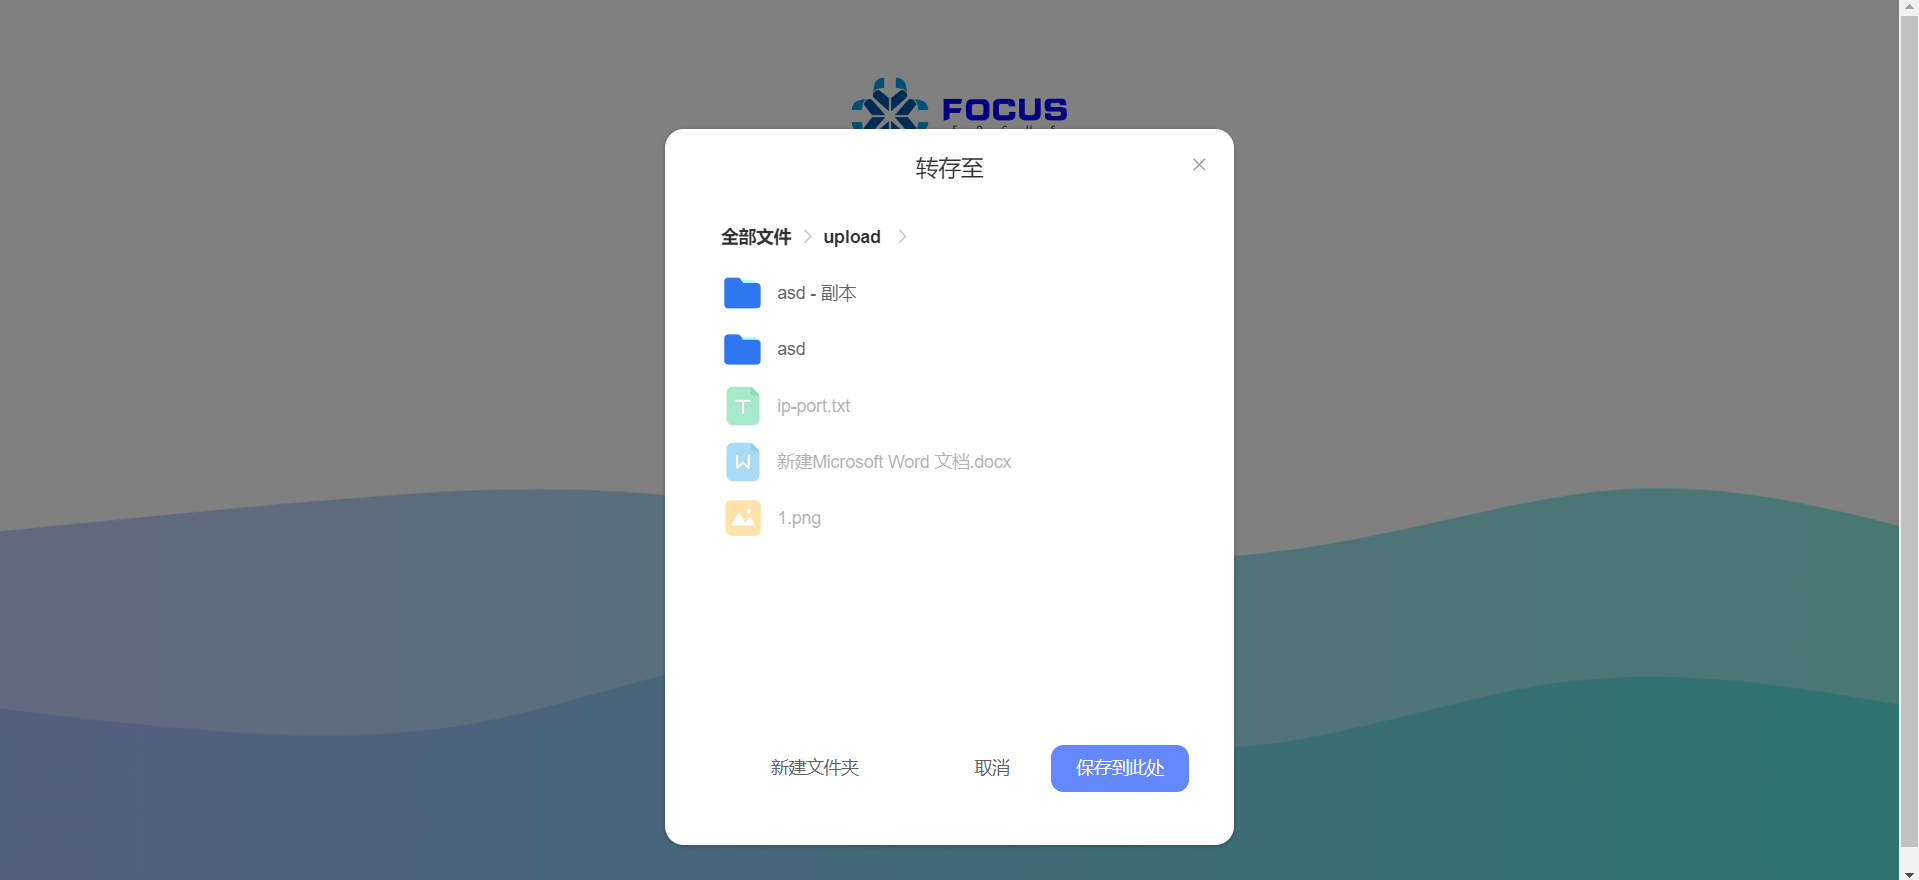 FOCUS
转存至
全部文件 upload
asd - 副本
asd
ip-port.txt
新建Microsoft Word 文档.docx
1.png
新建文件夹 取消 保存到此处